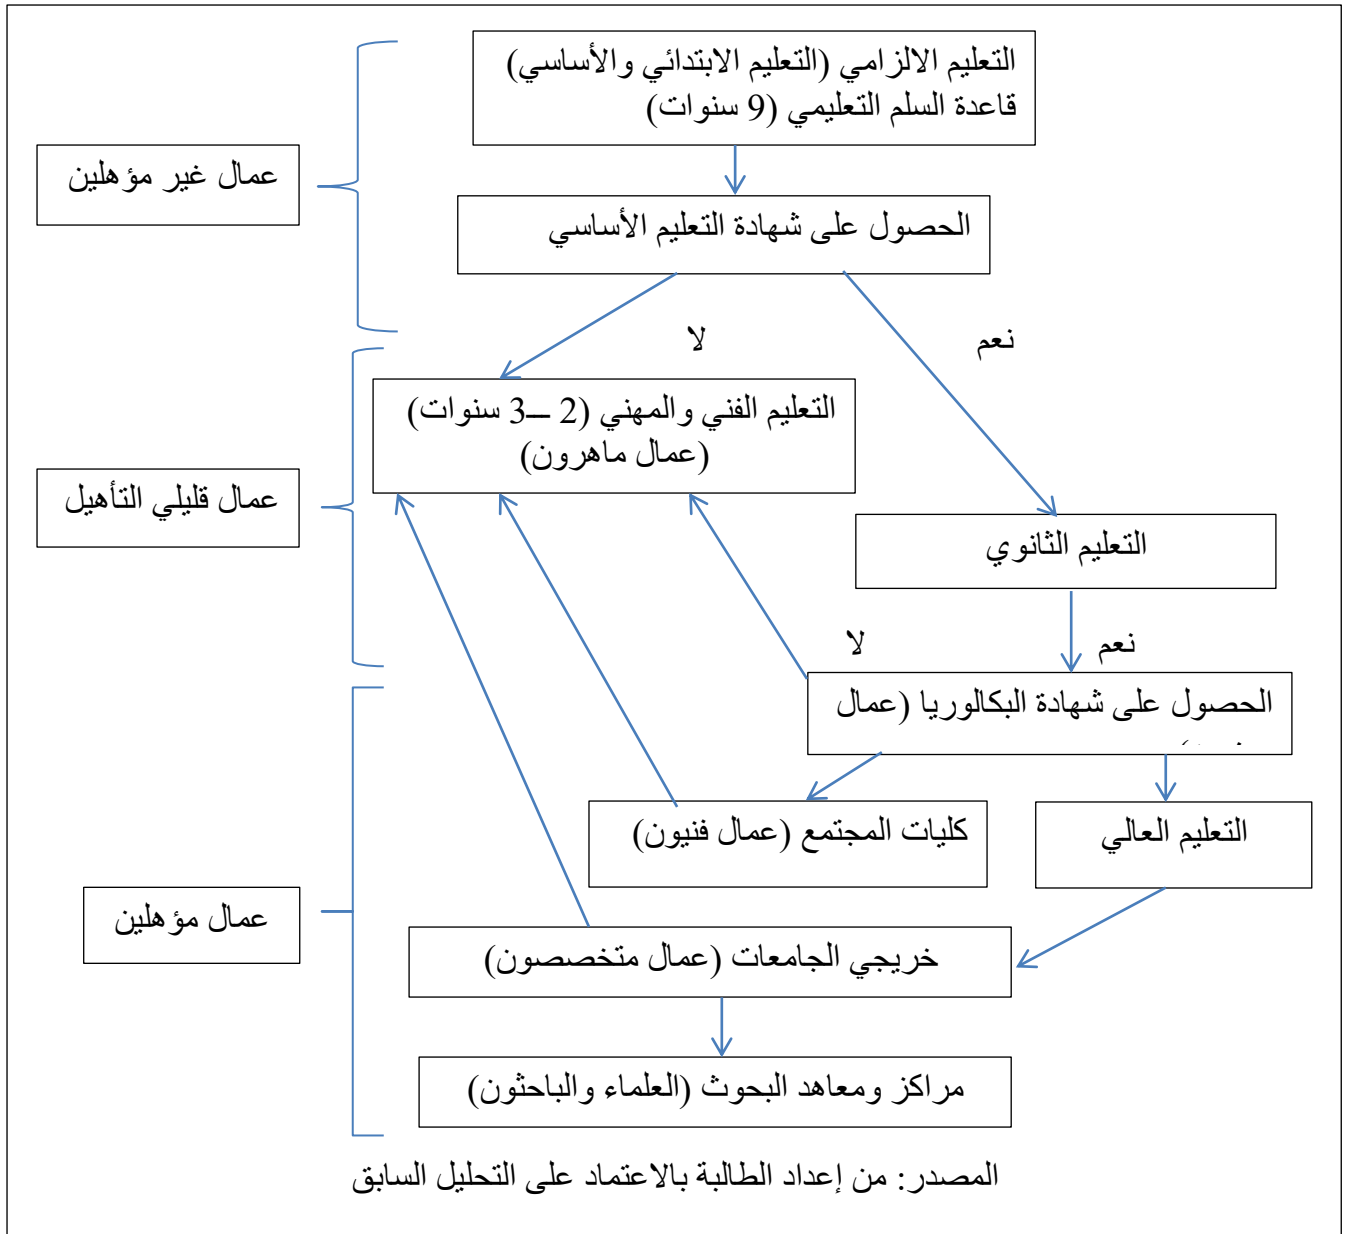 التعليم الالزامي (التعليم الابتدائي والأساسي)
قاعدة السلم التعليمي (9 سنوات)
عمال غير مؤهلين
الحصول على شهادة التعليم الأساسي
لا
نعم
التعليم الفني والمهني (2 –3 سنوات)
(عمال ماهرون)
عمال قليلي التأهيل
التعليم الثانوي
نعم
لا
الحصول على شهادة البكالوريا (عمال
التعليم العالي
كليات المجتمع (عمال فنيون)
عمال مؤهلين
خريجي الجامعات (عمال متخصصون)
مراكز ومعاهد البحوث (العلماء والباحثون)
المصدر: من إعداد الطالبة بالاعتماد على التحليل السابق